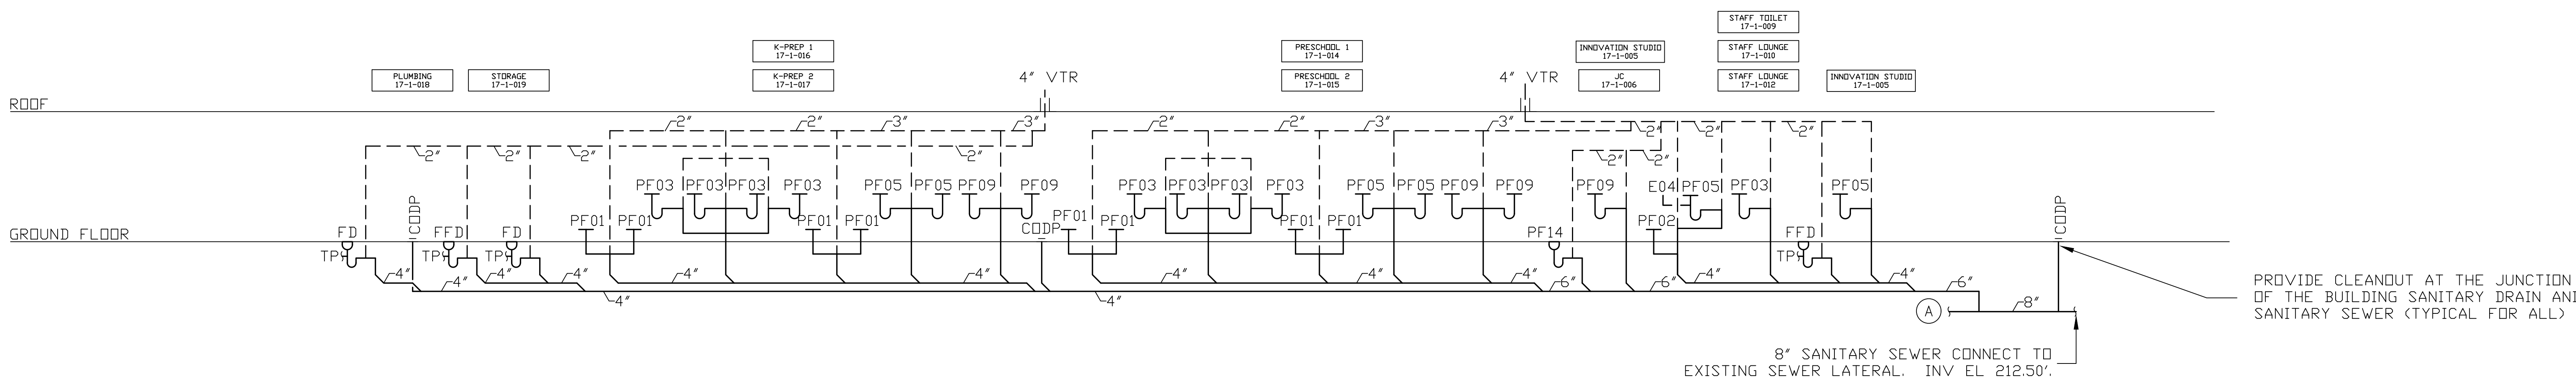 STAFF TOILET
17-1-009
K-PREP 1
17-1-016
PRESCHOOL 1
17-1-014
INNOVATION STUDIO
17-1-005
STAFF LOUNGE
17-1-010
PLUMBING
17-1-018
STORAGE
17-1-019
K-PREP 2
17-1-017
4" VTR
PRESCHOOL 2
17-1-015
4" VTR
JC
17-1-006
STAFF LOUNGE
17-1-012
INNOVATION STUDIO
17-1-005
ROOF
2" 2" 3" 3" 2" 2" 3" 3" 2" 2" 2"
2" 2" 2" 2" 2" 2"
PF03 PF03 PF03 PF03 PF05 PF05 PF09 PF09 PF03 PF03 PF03 PF03 PF05 PF05 PF09 PF09 PF09 E04 PF05 PF03 PF05
CODP CODP
PF01 PF01 PF01 PF01 PF01 PF01 PF01 PF01 PF02
GROUND FLOOR FD FFD FD CODP PF14 FFD
TP TP TP TP
4" 4" 4" 4" 4" 4" 4" 4" 4" 4" 4"
4" 6" 6" 6"
4" 4"
A 8"
PROVIDE CLEANOUT AT THE JUNCTION
OF THE BUILDING SANITARY DRAIN AN
SANITARY SEWER (TYPICAL FOR ALL)
8" SANITARY SEWER CONNECT TO
EXISTING SEWER LATERAL. INV EL 212.50'.